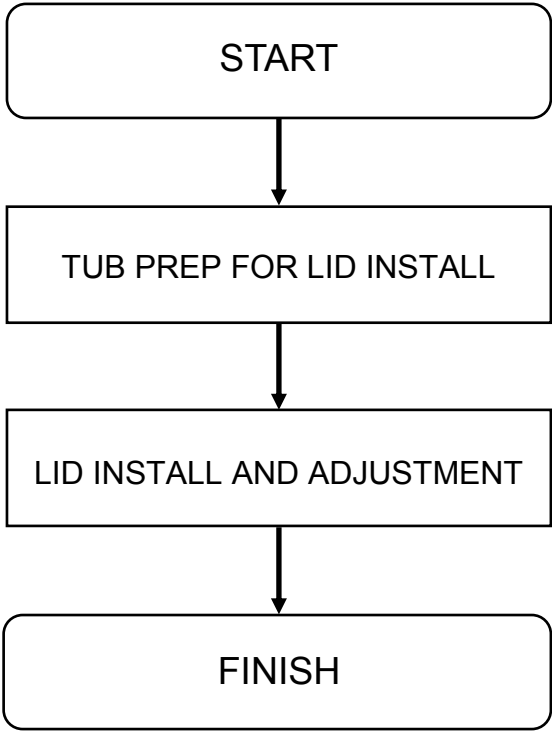 START
TUB PREP FOR LID INSTALL
LID INSTALL AND ADJUSTMENT
FINISH